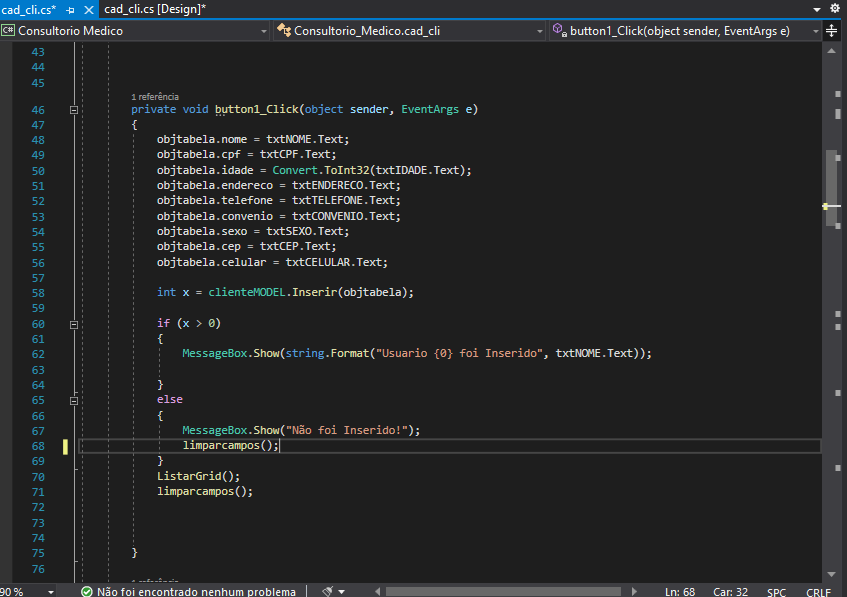 cad_cli.cs* cad_cli.cs [Design]*
C# Consultorio Medico Consultorio_Medico.cad_cli button1_Click(object sender, EventArgs e)
43
44
45
1 referência
46 private void button1_Click(object sender, EventArgs e)
47 {
48 objtabela.nome = txtNOME.Text;
49 objtabela.cpf = txtCPF.Text;
50 objtabela.idade = Convert.ToInt32(txtIDADE.Text);
51 objtabela.endereco = txtENDERECO.Text;
52 objtabela.telefone = txtTELEFONE.Text;
53 objtabela.convenio = txtCONVENIO.Text;
54 objtabela.sexo = txtSEXO.Text;
55 objtabela.cep = txtCEP.Text;
56 objtabela.celular = txtCELULAR.Text;
57
58 int x = clienteMODEL.Inserir(objtabela);
59
60 if (x > 0)
61 {
62 MessageBox.Show(string.Format("Usuario {0} foi Inserido", txtNOME.Text));
63
64 }
65 else
66 {
67 MessageBox.Show("Não foi Inserido!");
68 limparcampos();
69 }
70 ListarGrid();
71 limparcampos();
72
73
74
75 }
76
1 referência
90 % Não foi encontrado nenhum problema Ln: 68 Car: 32 SPC CRLF